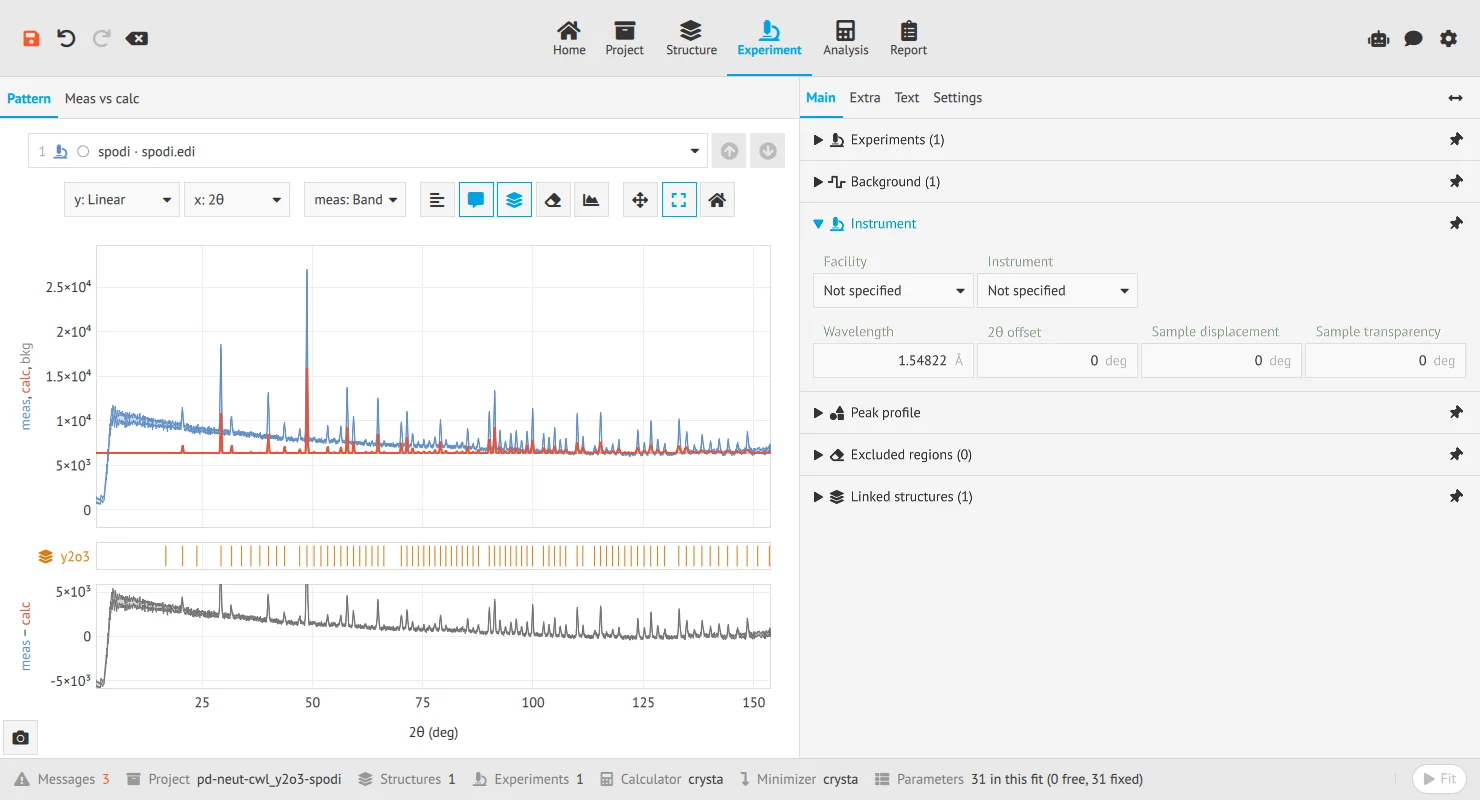 Home
Project
Structure
Experiment
Analysis
Report
Pattern
Meas vs calc
1 spodi · spodi.edi
y: Linear
x: 2θ
meas: Band
meas, calc, bkg
2.5×10⁴
2×10⁴
1.5×10⁴
1×10⁴
5×10³
0
y2o3
meas − calc
5×10³
0
-5×10³
25 50 75 100 125 150
2θ (deg)
Main
Extra
Text
Settings
Experiments (1)
Background (1)
Instrument
Facility
Instrument
Not specified
Not specified
Wavelength
2θ offset
Sample displacement
Sample transparency
1.54822 Å
0 deg
0 deg
0 deg
Peak profile
Excluded regions (0)
Linked structures (1)
Messages 3
Project pd-neut-cwl_y2o3-spodi
Structures 1
Experiments 1
Calculator crysta
Minimizer crysta
Parameters 31 in this fit (0 free, 31 fixed)
Fit